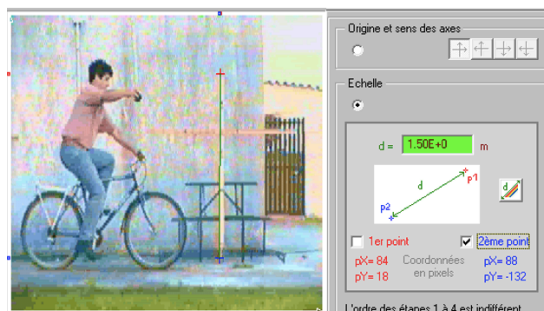 Origine et sens des axes
Echelle
d = 1.50E+0 m
d
p1
p2
d
1er point
2ème point
pX= 84
Coordonnées
pX= 88
pY= 18
en pixels
pY= -132
L'ordre des étapes 1 à 4 est indifférent